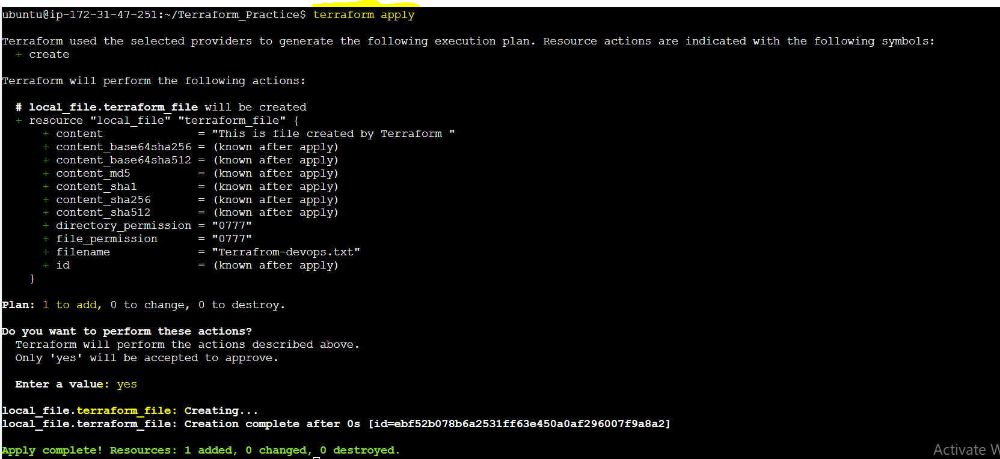 ubuntu@ip-172-31-47-251:~/Terraform_Practice$ terraform apply
Terraform used the selected providers to generate the following execution plan. Resource actions are indicated with the following symbols:
+ create
Terraform will perform the following actions:
# local_file.terraform_file will be created
+ resource "local_file" "terraform_file" {
+ content = "This is file created by Terraform "
+ content_base64sha256 = (known after apply)
+ content_base64sha512 = (known after apply)
+ content_md5 = (known after apply)
+ content_sha1 = (known after apply)
+ content_sha256 = (known after apply)
+ content_sha512 = (known after apply)
+ directory_permission = "0777"
+ file_permission = "0777"
+ filename = "Terrafrom-devops.txt"
+ id = (known after apply)
}
Plan: 1 to add, 0 to change, 0 to destroy.
Do you want to perform these actions?
Terraform will perform the actions described above.
Only 'yes' will be accepted to approve.
Enter a value: yes
local_file.terraform_file: Creating...
local_file.terraform_file: Creation complete after 0s [id=ebf52b078b6a2531ff63e450a0af296007f9a8a2]
Apply complete! Resources: 1 added, 0 changed, 0 destroyed.
Activate